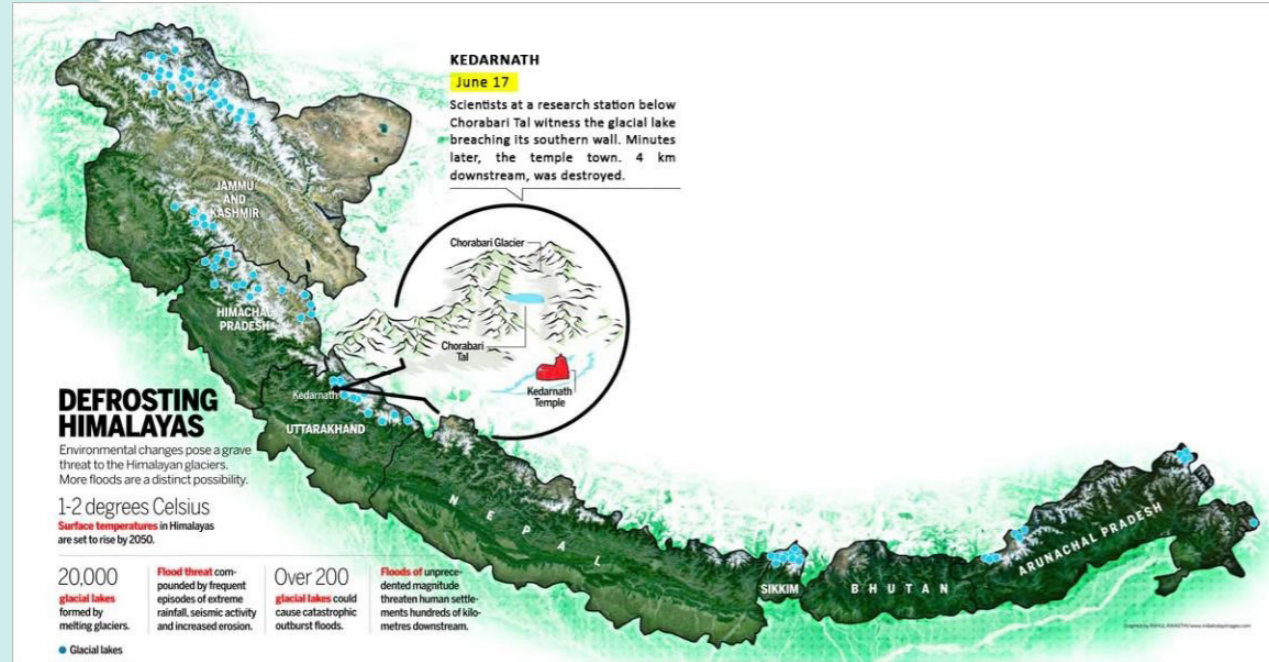 KEDARNATH
June 17
Scientists at a research station below
Chorabari Tal witness the glacial lake
breaching its southern wall. Minutes
later, the temple town. 4 km
downstream, was destroyed.
JAMMU
AND
KASHMIR
Chorabari Glacier
HIMACHAL
PRADESH
Chorabari
Tal
Kedarnath
Temple
Kedarnath
UTTARAKHAND
DEFROSTING
HIMALAYAS
Environmental changes pose a grave
threat to the Himalayan glaciers.
More floods are a distinct possibility.
1-2 degrees Celsius
Surface temperatures in Himalayas
are set to rise by 2050.
NEPAL
SIKKIM
BHUTAN
ARUNACHAL PRADESH
20,000
glacial lakes
formed by
melting glaciers.
Flood threat com-
pounded by frequent
episodes of extreme
rainfall, seismic activity
and increased erosion.
Over 200
glacial lakes could
cause catastrophic
outburst floods.
Floods of unprece-
dented magnitude
threaten human settle-
ments hundreds of kilo-
metres downstream.
Glacial lakes